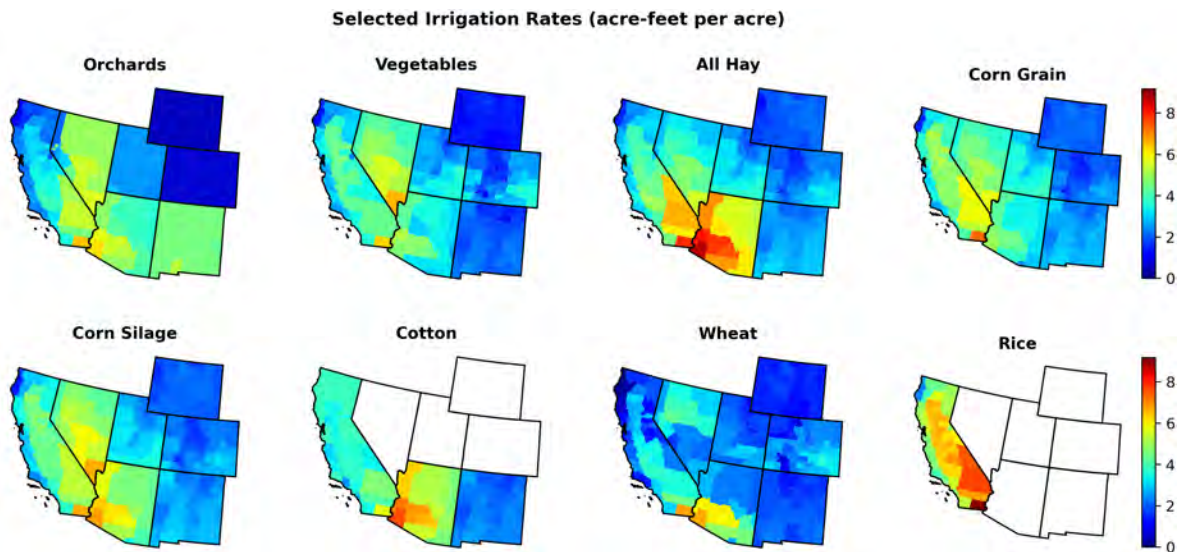 Selected Irrigation Rates (acre-feet per acre)
Orchards
Vegetables
All Hay
Corn Grain
8
6
4
2
0
Corn Silage
Cotton
Wheat
Rice
8
6
4
2
0